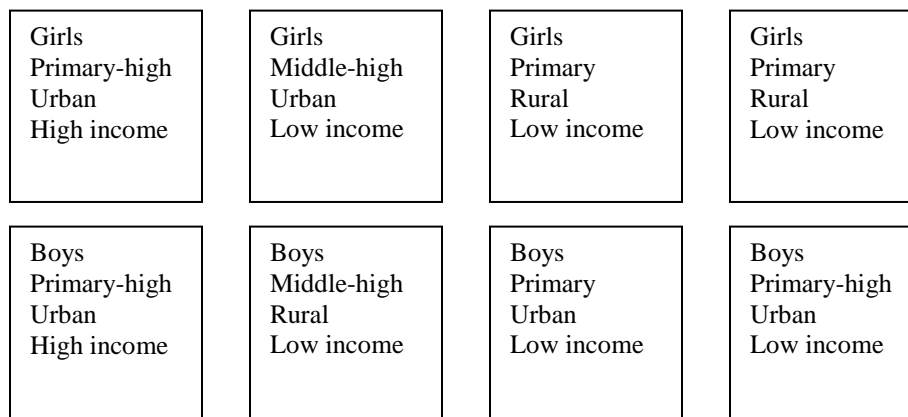 Girls
Primary-high
Urban
High income
Girls
Middle-high
Urban
Low income
Girls
Primary
Rural
Low income
Girls
Primary
Rural
Low income
Boys
Primary-high
Urban
High income
Boys
Middle-high
Rural
Low income
Boys
Primary
Urban
Low income
Boys
Primary-high
Urban
Low income